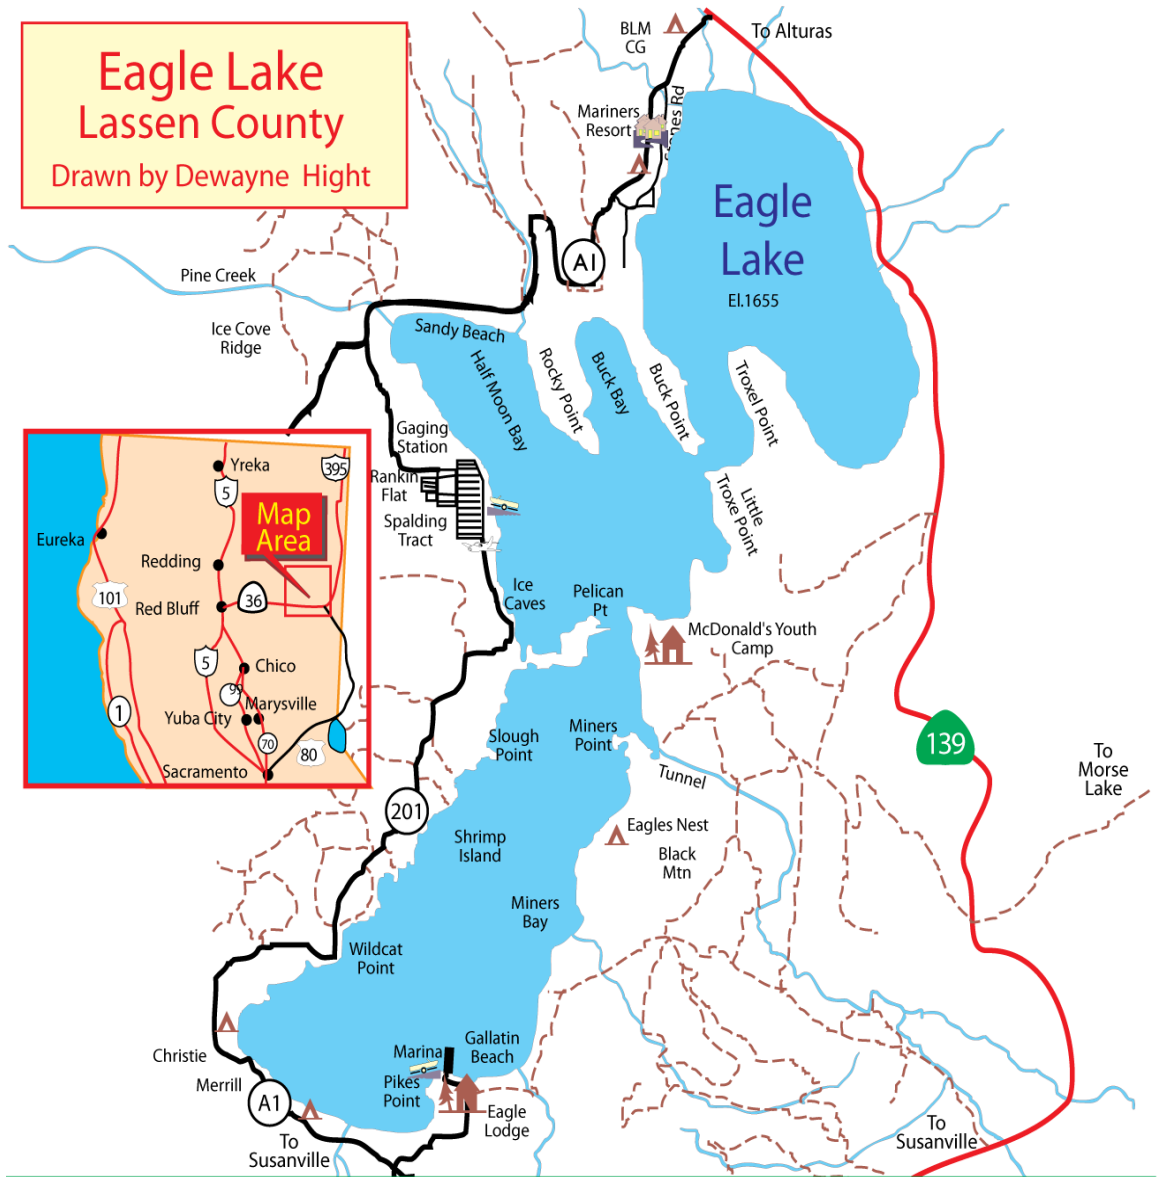 Eagle Lake
Lassen County
Drawn by Dewayne Hight
BLM
CG
To Alturas
Mariners
Resort
Eagle
Lake
El.1655
A1
Pine Creek
Ice Cove
Ridge
Sandy Beach
Half Moon Bay
Rocky Point
Buck Bay
Buck Point
Troxel Point
Little
Troxe Point
Gaging
Station
Rankin
Flat
Spalding
Tract
Ice
Caves
Pelican
Pt
McDonald's Youth
Camp
Slough
Point
Miners
Point
Tunnel
139
To
Morse
Lake
201
Shrimp
Island
Eagles Nest
Black
Mtn
Miners
Bay
Wildcat
Point
Christie
Merrill
A1
To
Susanville
Marina
Gallatin
Beach
Pikes
Point
Eagle
Lodge
To
Susanville
Yreka
395
5
Map
Area
Eureka
Redding
101
Red Bluff
36
5
Chico
99
Marysville
1
Yuba City
70
80
Sacramento